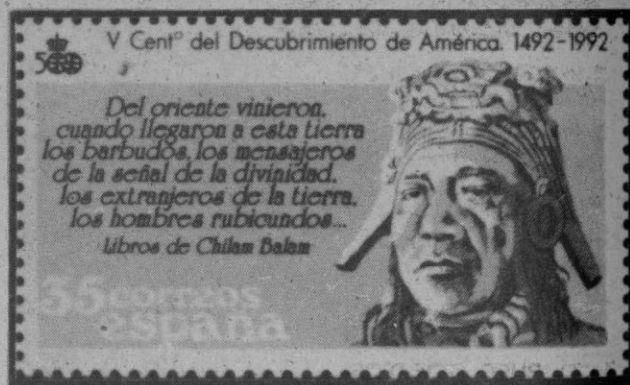 V Centº del Descubrimiento de América. 1492-1992
500
Del oriente vinieron,
cuando llegaron a esta tierra
los barbudos, los mensajeros
de la señal de la divinidad,
los extranjeros de la tierra,
los hombres rubicundos...
Libros de Chilam Balam
35 correos
españa